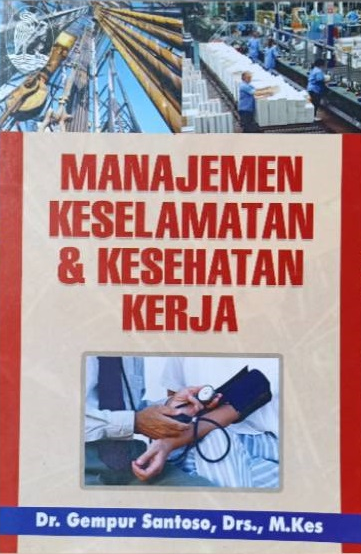 MANAJEMEN
KESELAMATAN
& KESEHATAN
KERJA
Dr. Gempur Santoso, Drs., M.Kes